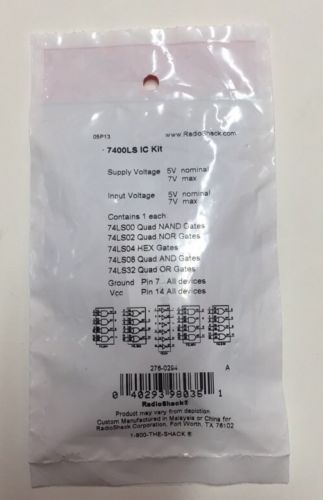 05P13 www.RadioShack.com
7400LS IC Kit
Supply Voltage 5V nominal
7V max
Input Voltage 5V nominal
7V max
Contains 1 each
74LS00 Quad NAND Gates
74LS02 Quad NOR Gates
74LS04 HEX Gates
74LS08 Quad AND Gates
74LS32 Quad OR Gates
Ground Pin 7...All devices
Vcc Pin 14 All devices
276-0294 A
0 40293 98036 1
RadioShack®
Product may vary from depiction
Custom Manufactured in Malaysia or China for
RadioShack Corporation, Fort Worth, TX 76102
1-800-THE-SHACK ®